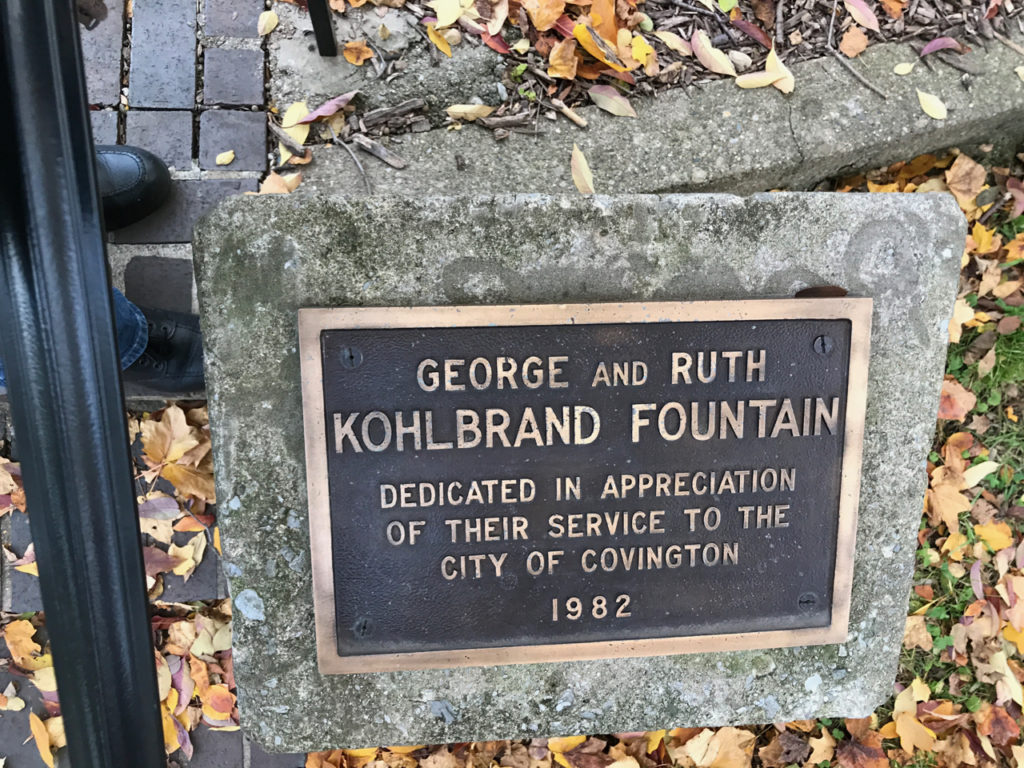 GEORGE AND RUTH
KOHLBRAND FOUNTAIN
DEDICATED IN APPRECIATION
OF THEIR SERVICE TO THE
CITY OF COVINGTON
1982